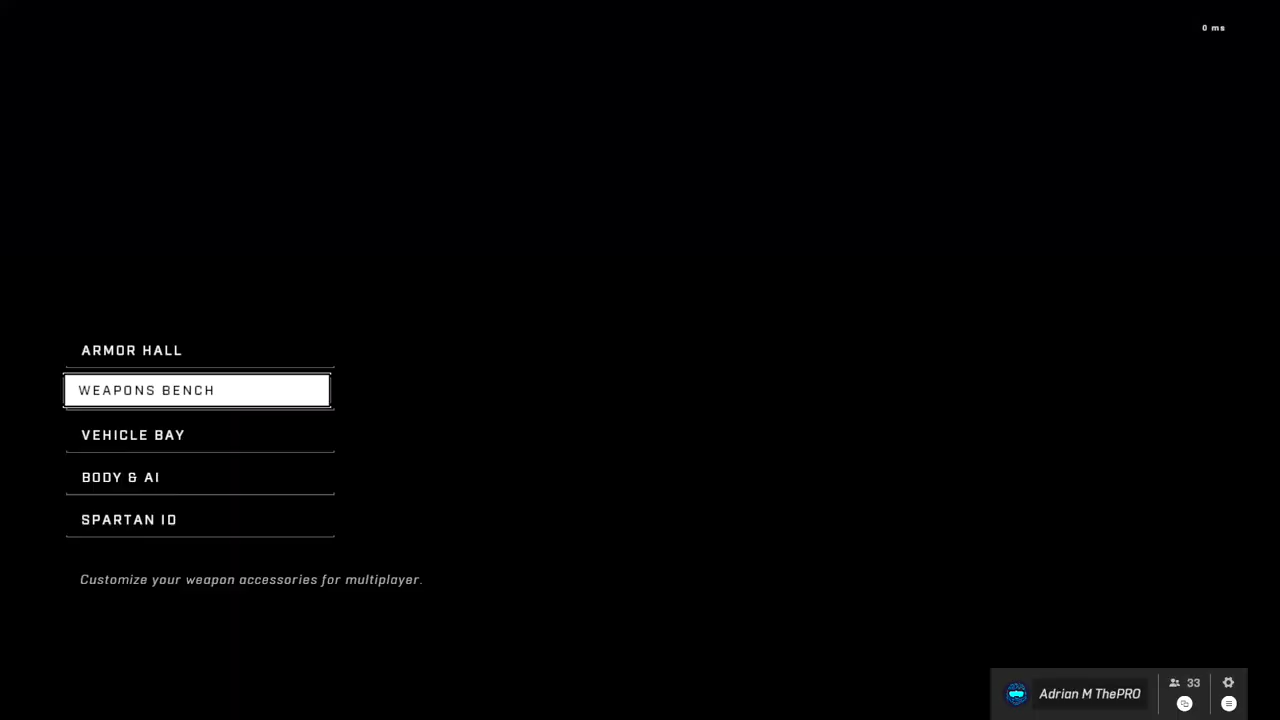 0 ms
ARMOR HALL
WEAPONS BENCH
VEHICLE BAY
BODY & AI
SPARTAN ID
Customize your weapon accessories for multiplayer.
Adrian M ThePRO
33